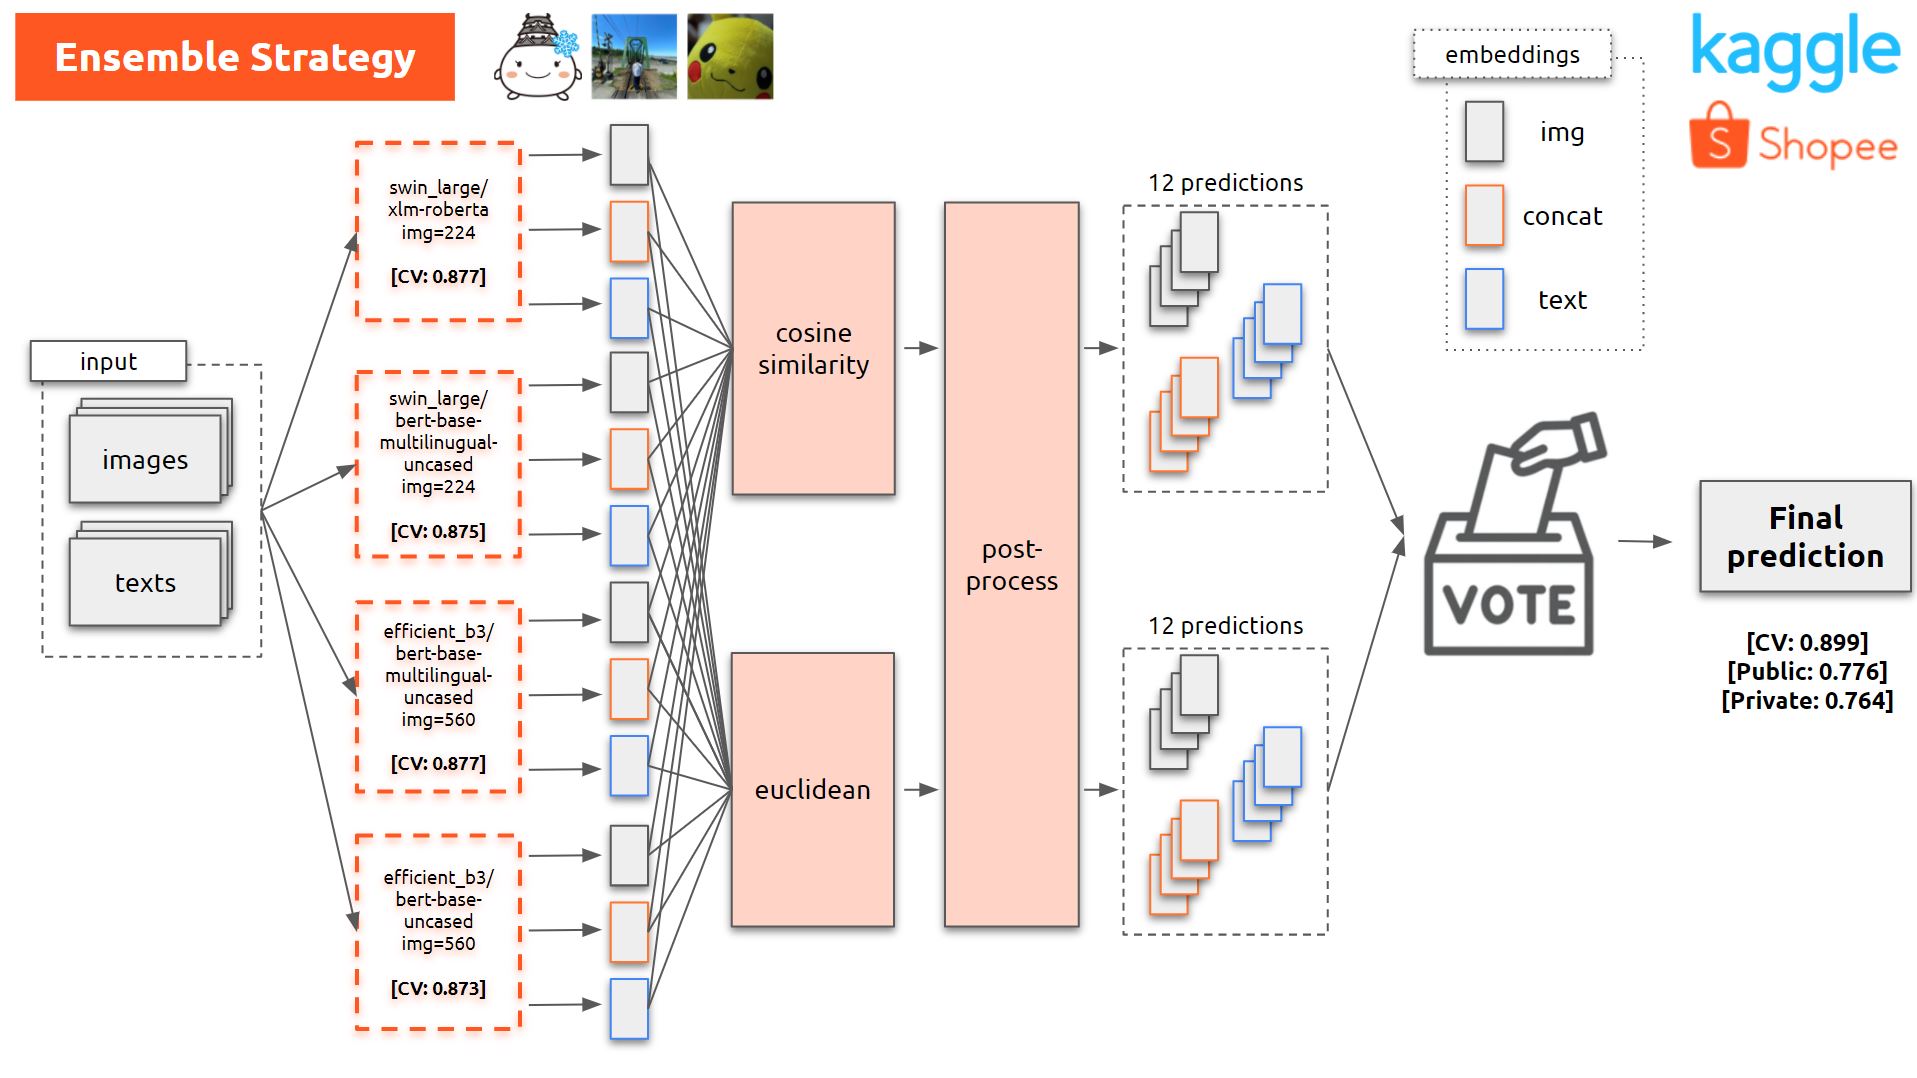 Ensemble Strategy
embeddings
img
concat
text
kaggle
S
Shopee
input
images
texts
swin_large/
xlm-roberta
img=224
[CV: 0.877]
swin_large/
bert-base-
multilinugual-
uncased
img=224
[CV: 0.875]
efficient_b3/
bert-base-
multilingual-
uncased
img=560
[CV: 0.877]
efficient_b3/
bert-base-
uncased
img=560
[CV: 0.873]
cosine
similarity
euclidean
post-
process
12 predictions
12 predictions
VOTE
Final
prediction
[CV: 0.899]
[Public: 0.776]
[Private: 0.764]